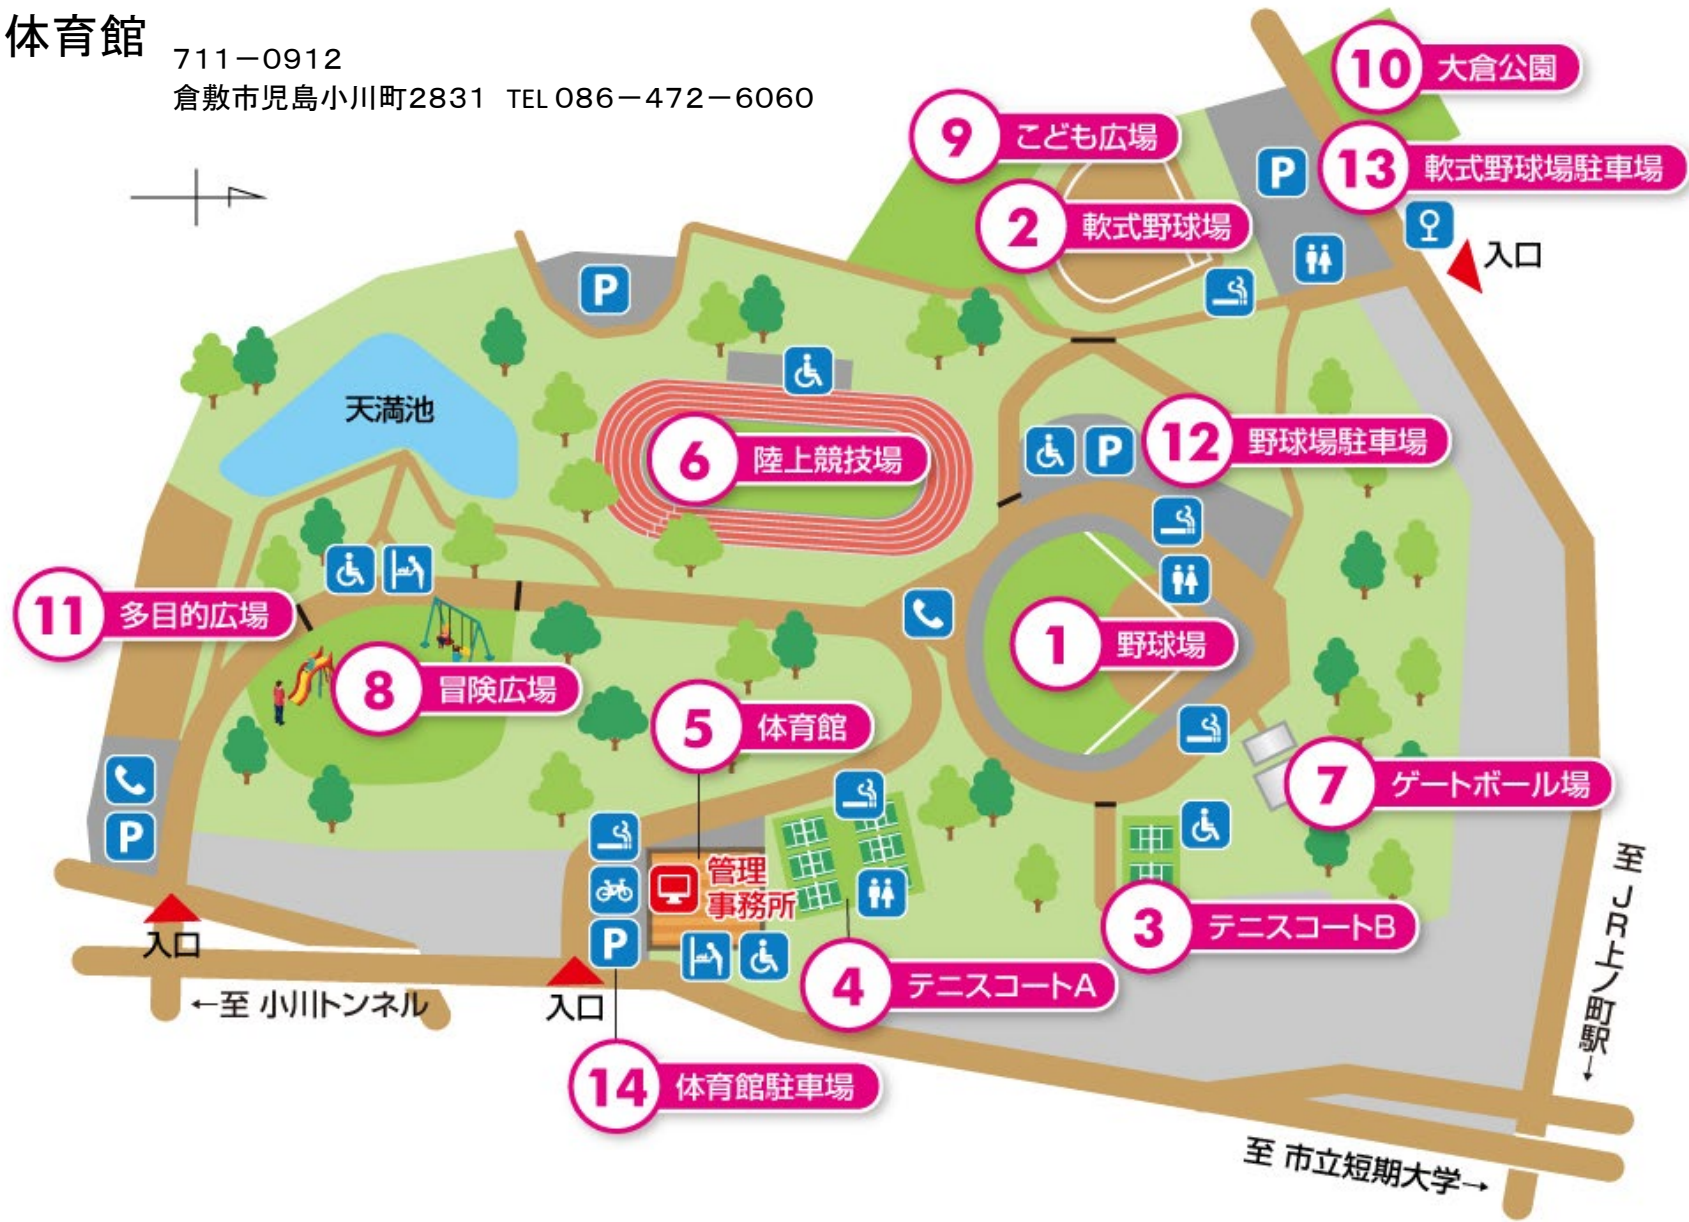 体育館
711－0912
倉敷市児島小川町2831 TEL 086－472－6060
10 大倉公園
9 こども広場
13 軟式野球場駐車場
P
2 軟式野球場
入口
P
天満池
6 陸上競技場
P
12 野球場駐車場
11 多目的広場
1 野球場
8 冒険広場
5 体育館
7 ゲートボール場
P
管理
事務所
3 テニスコートB
P
入口
4 テニスコートA
←至 小川トンネル
入口
14 体育館駐車場
至 JR上ノ町駅→
至 市立短期大学→